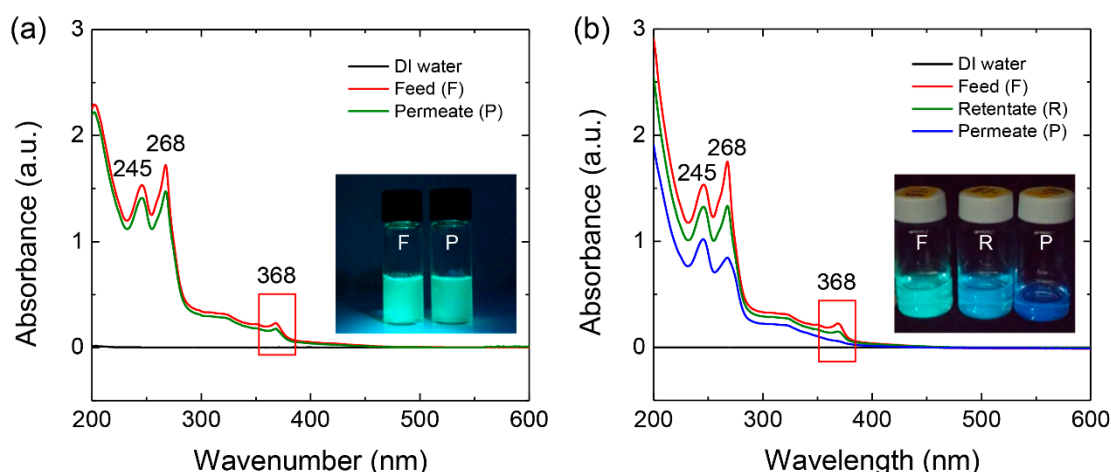 (a)
3
2
1
0
Absorbance (a.u.)
DI water
Feed (F)
Permeate (P)
245
268
368
F P
200 300 400 500 600
Wavenumber (nm)
(b)
3
2
1
0
Absorbance (a.u.)
DI water
Feed (F)
Retentate (R)
Permeate (P)
245
268
368
F R P
200 300 400 500 600
Wavelength (nm)